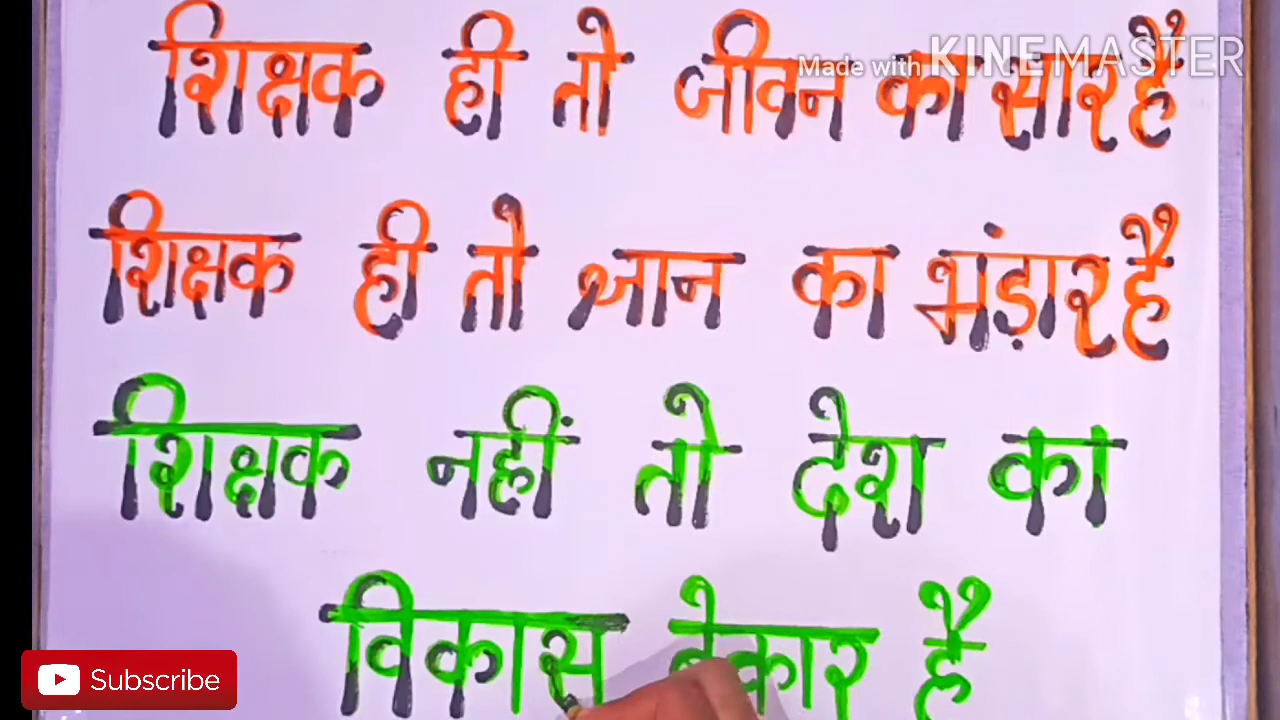 शिक्षक ही तो जीवन का सार है
Made with KINEMASTER
शिक्षक ही तो ज्ञान का भंड़ार है
शिक्षक नहीं तो देश का
विकास बेकार है
Subscribe